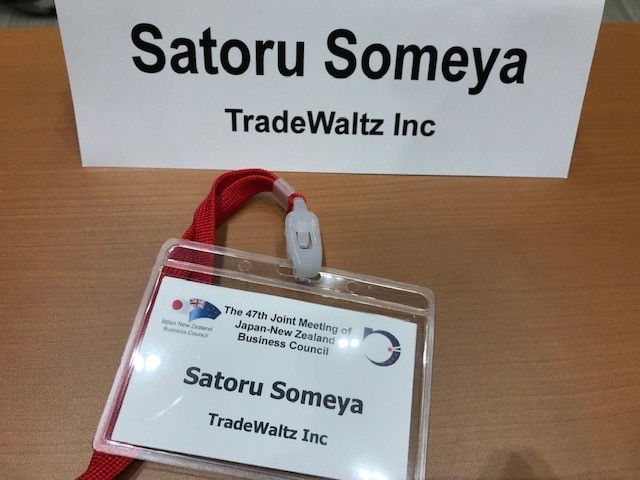 Satoru Someya
TradeWaltz Inc
The 47th Joint Meeting of
Japan-New Zealand
Business Council
New Zealand
Business Council
Satoru Someya
TradeWaltz Inc